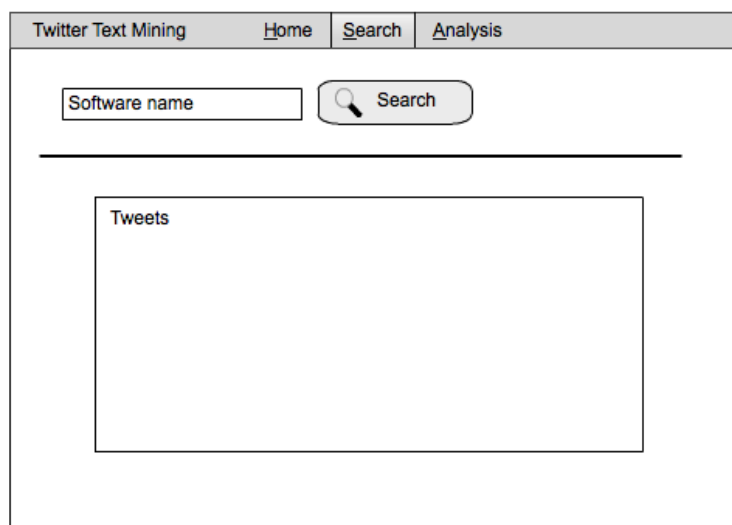 Twitter Text Mining Home Search Analysis
Software name Search
Tweets